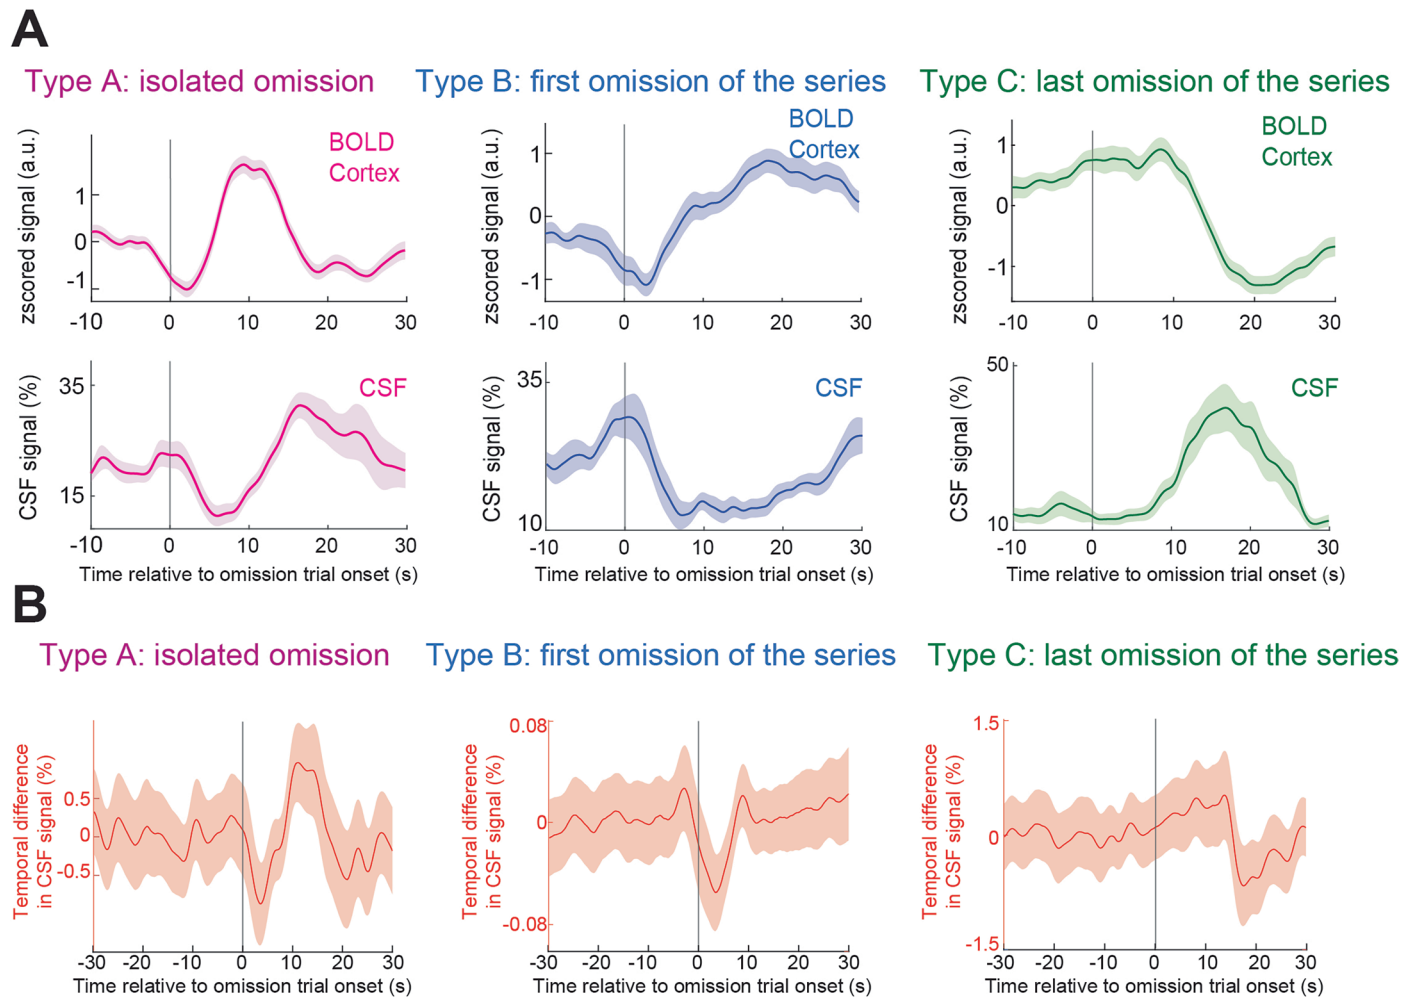 A
Type A: isolated omission
Type B: first omission of the series
Type C: last omission of the series
zscored signal (a.u.)
BOLD
Cortex
1
0
-1
-10
0
10
20
30
zscored signal (a.u.)
BOLD
Cortex
1
0
-1
-10
0
10
20
30
zscored signal (a.u.)
BOLD
Cortex
1
0
-1
-10
0
10
20
30
CSF signal (%)
CSF
35
15
-10
0
10
20
30
Time relative to omission trial onset (s)
CSF signal (%)
CSF
35
10
-10
0
10
20
30
Time relative to omission trial onset (s)
CSF signal (%)
CSF
50
10
-10
0
10
20
30
Time relative to omission trial onset (s)
B
Type A: isolated omission
Type B: first omission of the series
Type C: last omission of the series
Temporal difference
in CSF signal (%)
0.5
0
-0.5
-30
-20
-10
0
10
20
30
Time relative to omission trial onset (s)
Temporal difference
in CSF signal (%)
0.08
0
-0.08
-30
-20
-10
0
10
20
30
Time relative to omission trial onset (s)
Temporal difference
in CSF signal (%)
1.5
0
-1.5
-30
-20
-10
0
10
20
30
Time relative to omission trial onset (s)